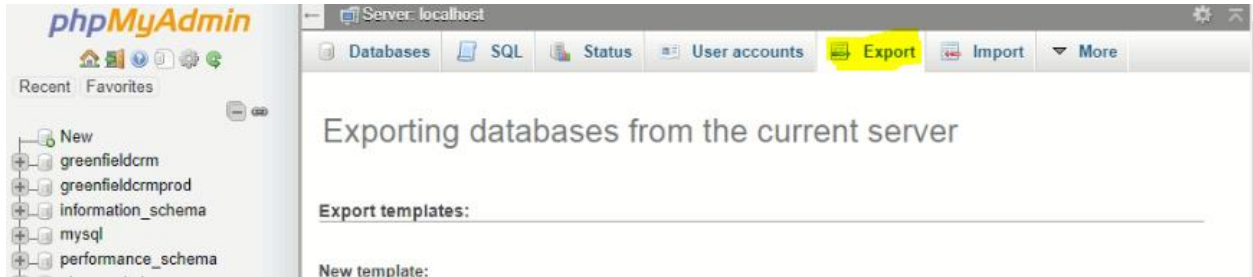 phpMyAdmin
Recent Favorites
New
greenfieldcrm
greenfieldcrmprod
information_schema
mysql
performance_schema
Server: localhost
Databases SQL Status User accounts Export Import More
Exporting databases from the current server
Export templates:
New template: